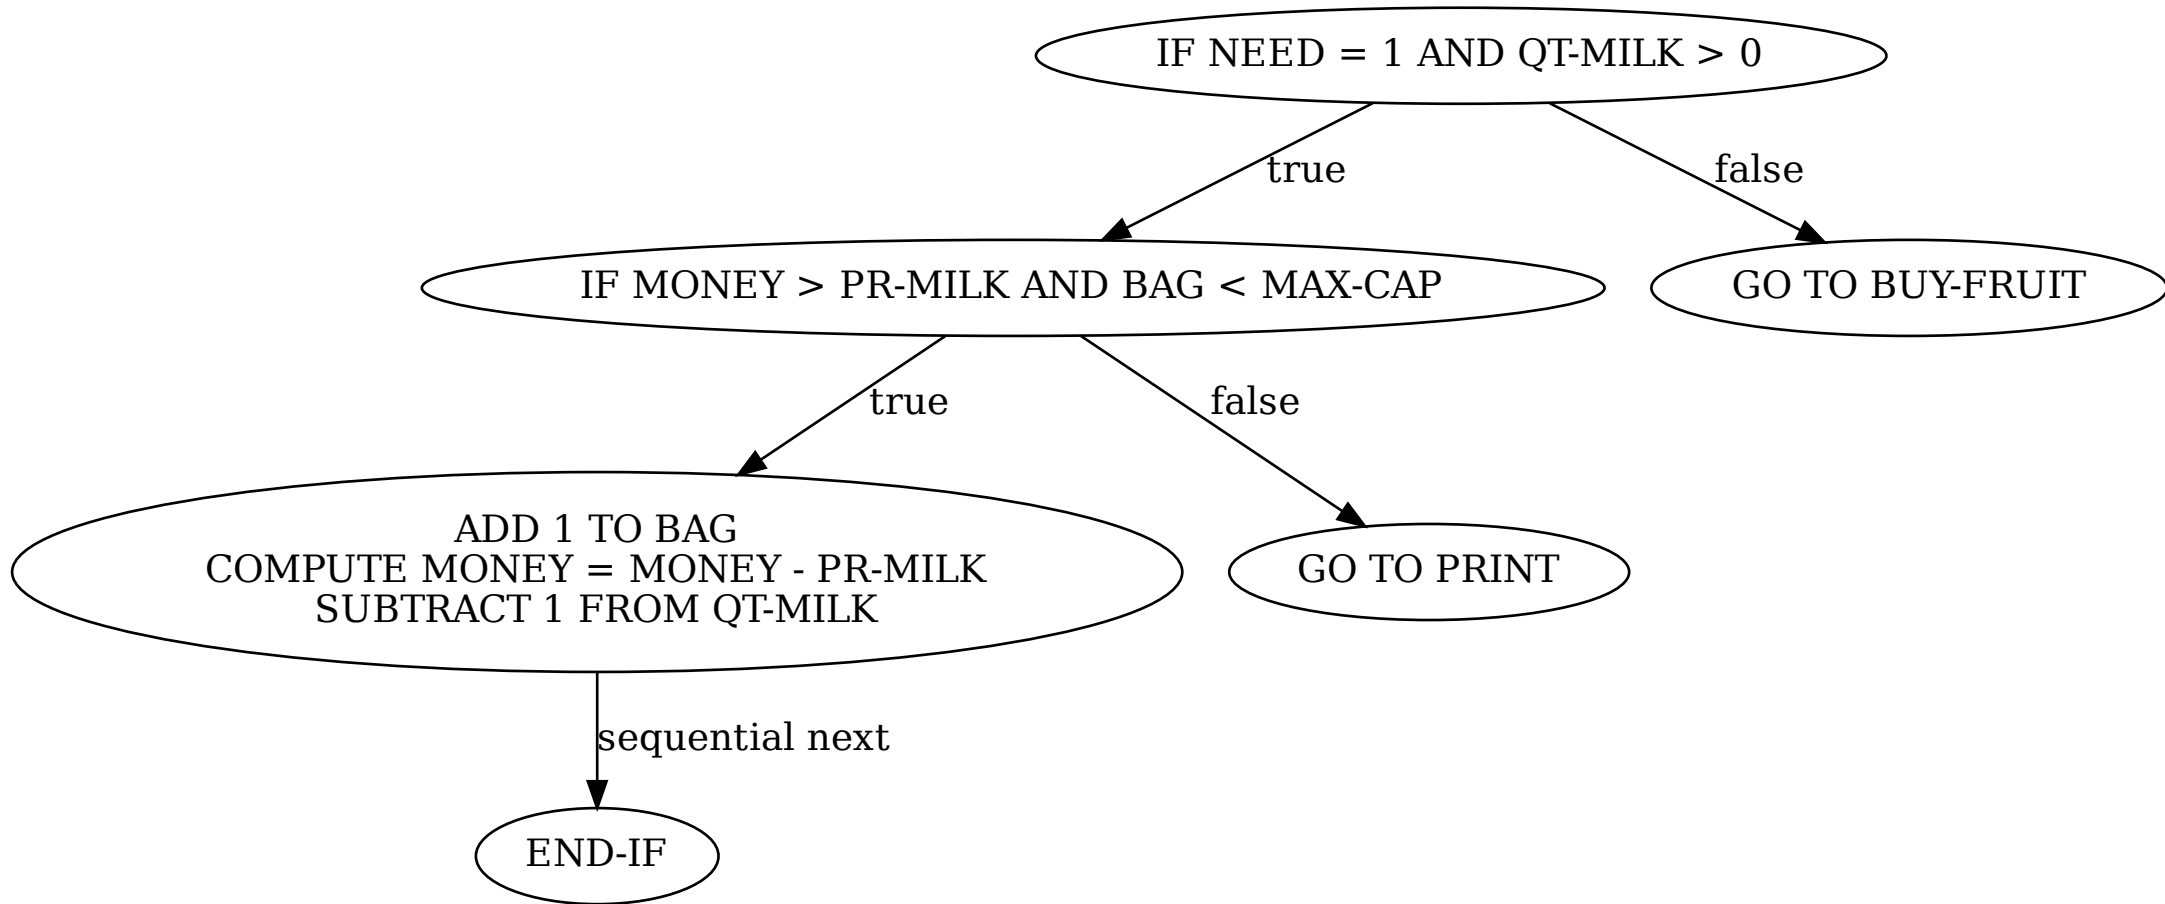 IF NEED = 1 AND QT-MILK > 0
true
false
IF MONEY > PR-MILK AND BAG < MAX-CAP
GO TO BUY-FRUIT
true
false
ADD 1 TO BAG
COMPUTE MONEY = MONEY - PR-MILK
SUBTRACT 1 FROM QT-MILK
GO TO PRINT
sequential next
END-IF